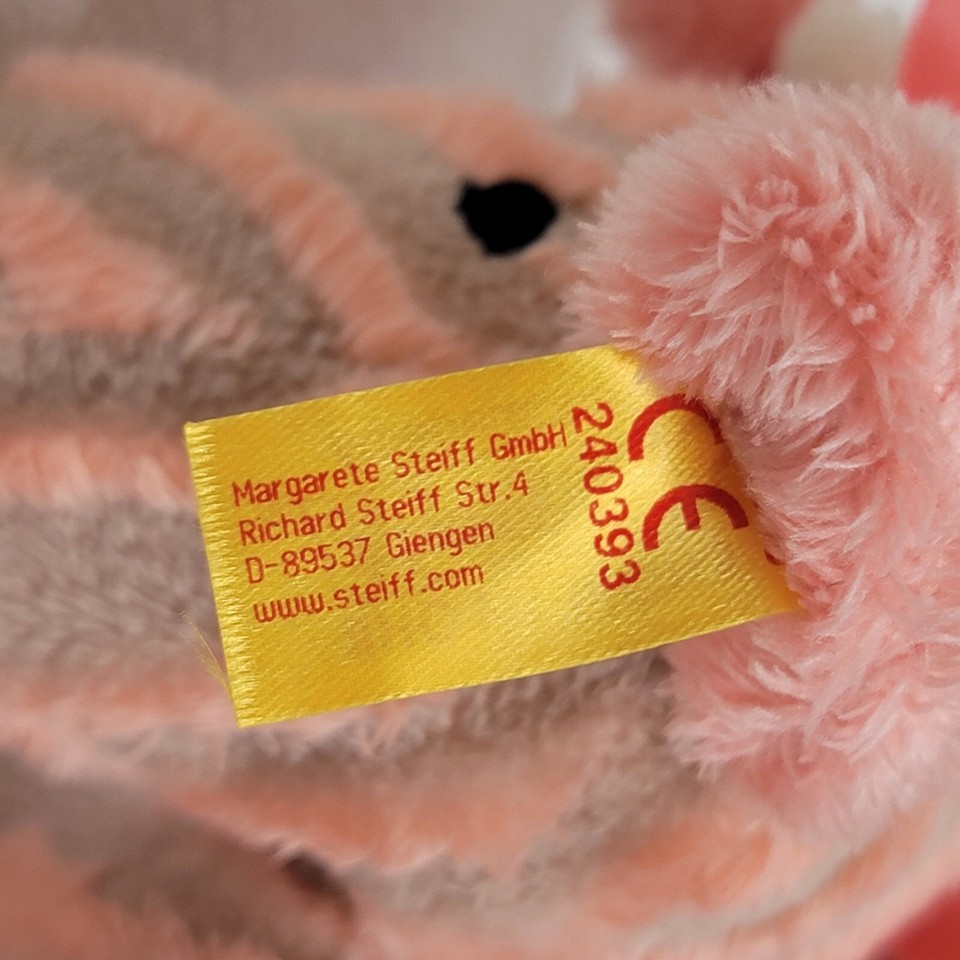 Margarete Steiff GmbH
Richard Steiff Str.4
D-89537 Giengen
www.steiff.com
240393
CE